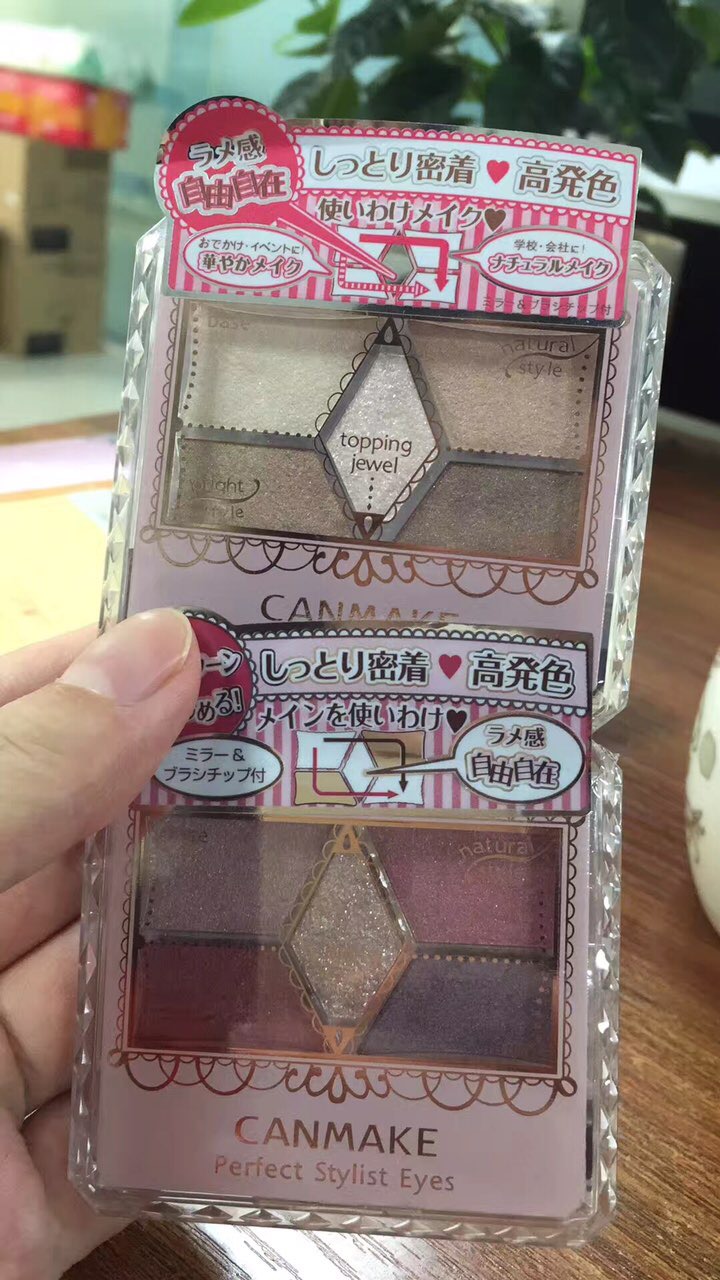 ラメ感
自由自在
しっとり密着♥高発色
使いわけメイク♥
おでかけ・イベントに!
華やかメイク
学校・会社に!
ナチュラルメイク
ミラー&ブラシチップ付
base
natural
style
topping
jewel
style
CANMAKE
しっとり密着♥高発色
メインを使いわけ♥
ミラー&
ブラシチップ付
ラメ感
自由自在
natural
style
CANMAKE
Perfect Stylist Eyes